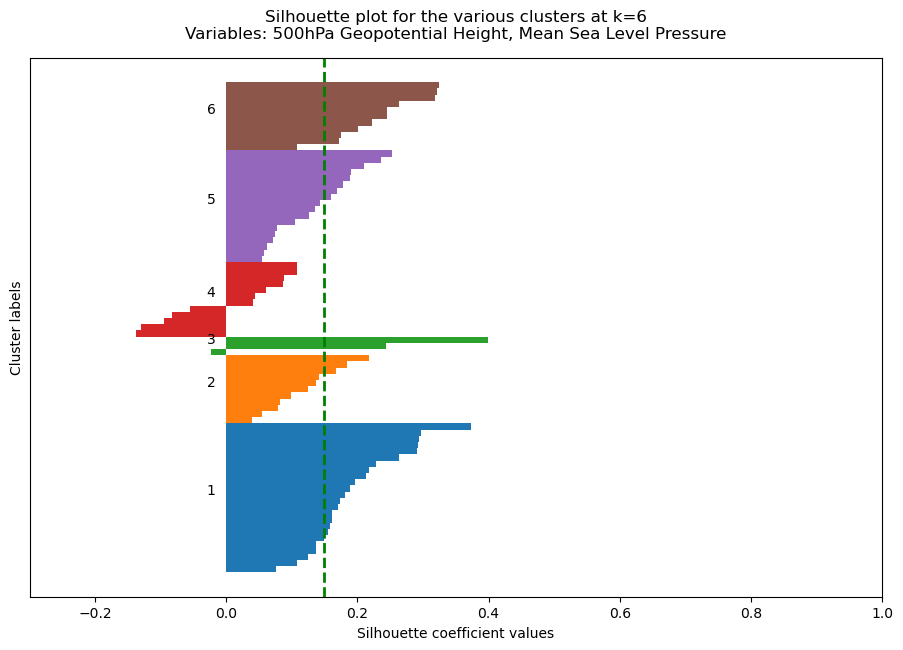 Silhouette plot for the various clusters at k=6
Variables: 500hPa Geopotential Height, Mean Sea Level Pressure
Cluster labels
6
5
4
3
2
1
−0.2 0.0 0.2 0.4 0.6 0.8 1.0
Silhouette coefficient values